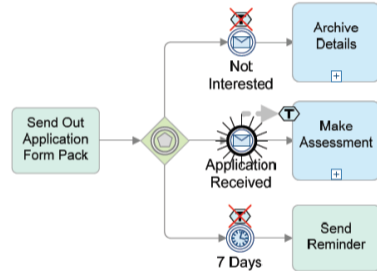 T
Archive
Details
Not
Interested
T
Send Out
Application
Form Pack
Make
Assessment
Application
Received
T
Send
Reminder
7 Days